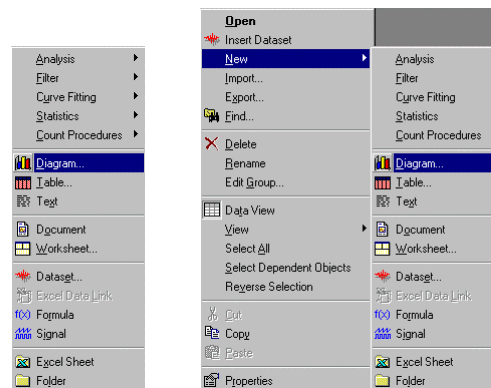 Analysis
Filter
Curve Fitting
Statistics
Count Procedures
Diagram...
Table...
Text
Document
Worksheet...
Dataset...
Excel Data Link
f(x) Formula
Signal
Excel Sheet
Folder
Open
Insert Dataset
New
Import...
Export...
Find...
Delete
Rename
Edit Group...
Data View
View
Select All
Select Dependent Objects
Reverse Selection
Cut
Copy
Paste
Properties
Analysis
Filter
Curve Fitting
Statistics
Count Procedures
Diagram...
Table...
Text
Document
Worksheet...
Dataset...
Excel Data Link
f(x) Formula
Signal
Excel Sheet
Folder